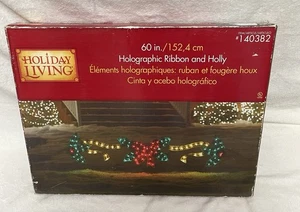 #140382
HOLIDAY
LIVING
60 in./152,4 cm
Holographic Ribbon and Holly
Éléments holographiques: ruban et fougère houx
Cinta y acebo holográfico